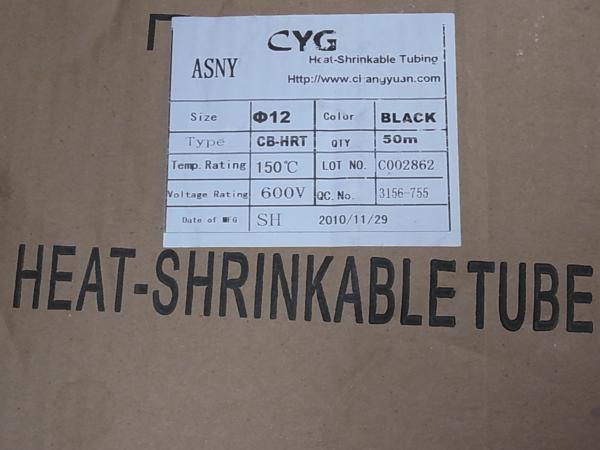 CYG
ASNY
Heat-Shrinkable Tubing
Http://www.changyuan.com
Size Φ12 Color BLACK
Type CB-HRT QTY 50m
Temp.Rating 150℃ LOT NO. C002862
Voltage Rating 600V QC.No. 3156-755
Date of MFG SH 2010/11/29
HEAT-SHRINKABLE TUBE